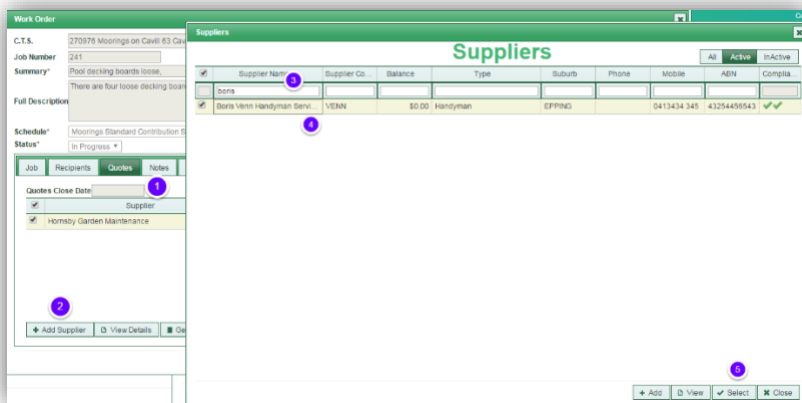 Work Order
C.T.S.
270976 Moorings on Cavill 63 Cav
Job Number
241
Summary*
Pool decking boards loose,
Full Description
There are four loose decking board
Schedule*
Moorings Standard Contribution S
Status*
In Progress
Job Recipients Quotes Notes
1
Quotes Close Date
Supplier
Hornsby Garden Maintenance
2
Add Supplier View Details Ge
Suppliers
Suppliers
All Active InActive
Supplier Nam Supplier Co... Balance Type Suburb Phone Mobile ABN Complia...
3
boris
Boris Venn Handyman Servi... VENN $0.00 Handyman EPPING 0413434 345 43254456543
4
5
Add View Select Close